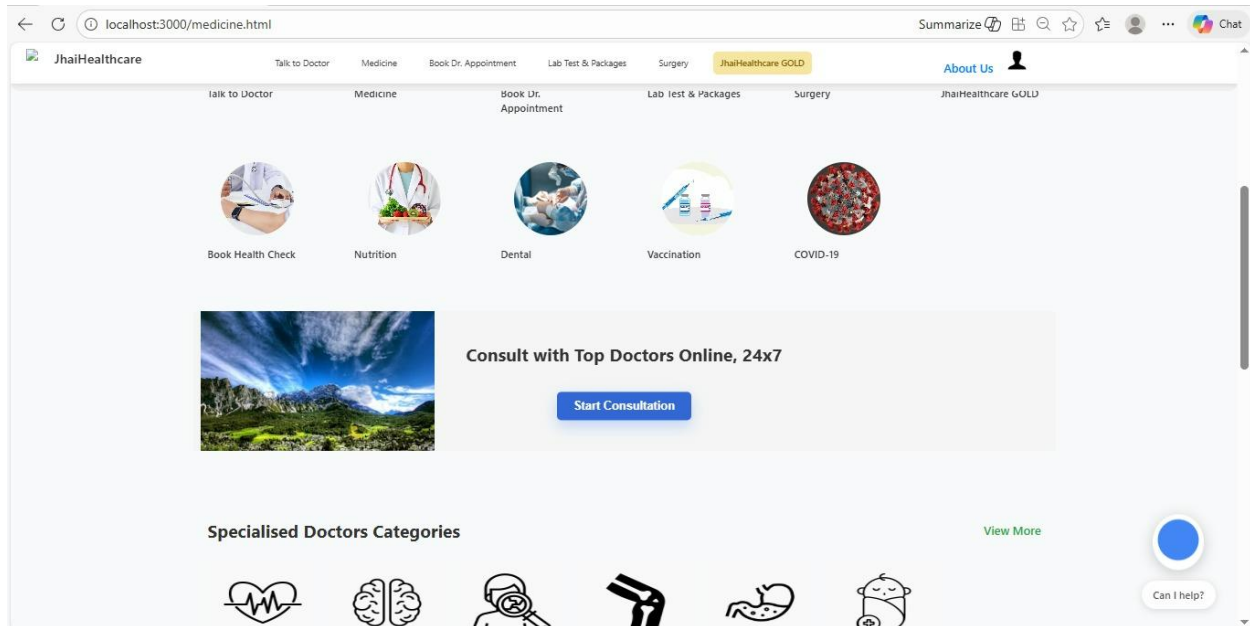 localhost:3000/medicine.html
Summarize
Chat
JhaiHealthcare
Talk to Doctor
Medicine
Book Dr. Appointment
Lab Test & Packages
Surgery
JhaiHealthcare GOLD
About Us
Talk to Doctor
Medicine
Book Dr.
Appointment
Lab Test & Packages
Surgery
JhaiHealthcare GOLD
Book Health Check
Nutrition
Dental
Vaccination
COVID-19
Consult with Top Doctors Online, 24x7
Start Consultation
Specialised Doctors Categories
View More
Can I help?